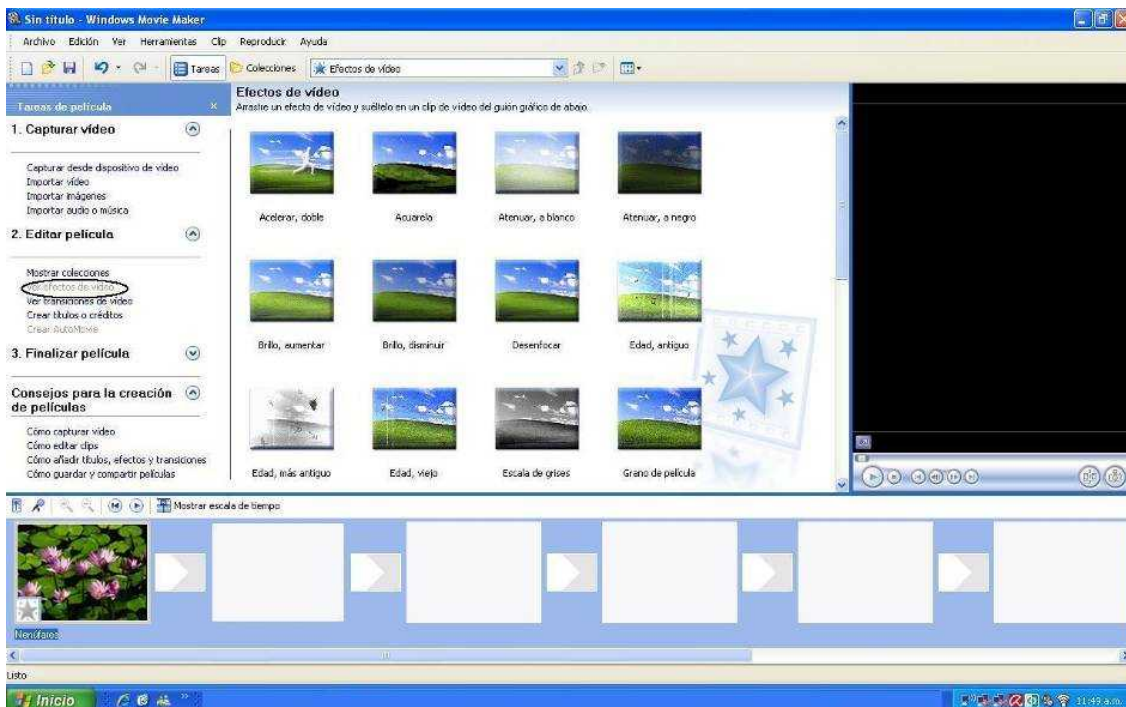 Sin título - Windows Movie Maker
Archivo Edición Ver Herramientas Clip Reproducir Ayuda
Tareas Colecciones Efectos de vídeo
Tareas de película
1. Capturar vídeo
Capturar desde dispositivo de vídeo
Importar vídeo
Importar imágenes
Importar audio o música
2. Editar película
Mostrar colecciones
Ver efectos de vídeo
Ver transiciones de vídeo
Crear títulos o créditos
Crear AutoMovie
3. Finalizar película
Consejos para la creación de películas
Cómo capturar vídeo
Cómo editar clips
Cómo añadir títulos, efectos y transiciones
Cómo guardar y compartir películas
Efectos de vídeo
Arrastre un efecto de vídeo y suéltelo en un clip de vídeo del guión gráfico de abajo.
Acelerar, doble
Acuarela
Atenuar, a blanco
Atenuar, a negro
Brillo, aumentar
Brillo, disminuir
Desenfocar
Edad, antiguo
Edad, más antiguo
Edad, viejo
Escala de grises
Grano de película
Mostrar escala de tiempo
Nenúfares
Listo
Inicio
11:49 a.m.